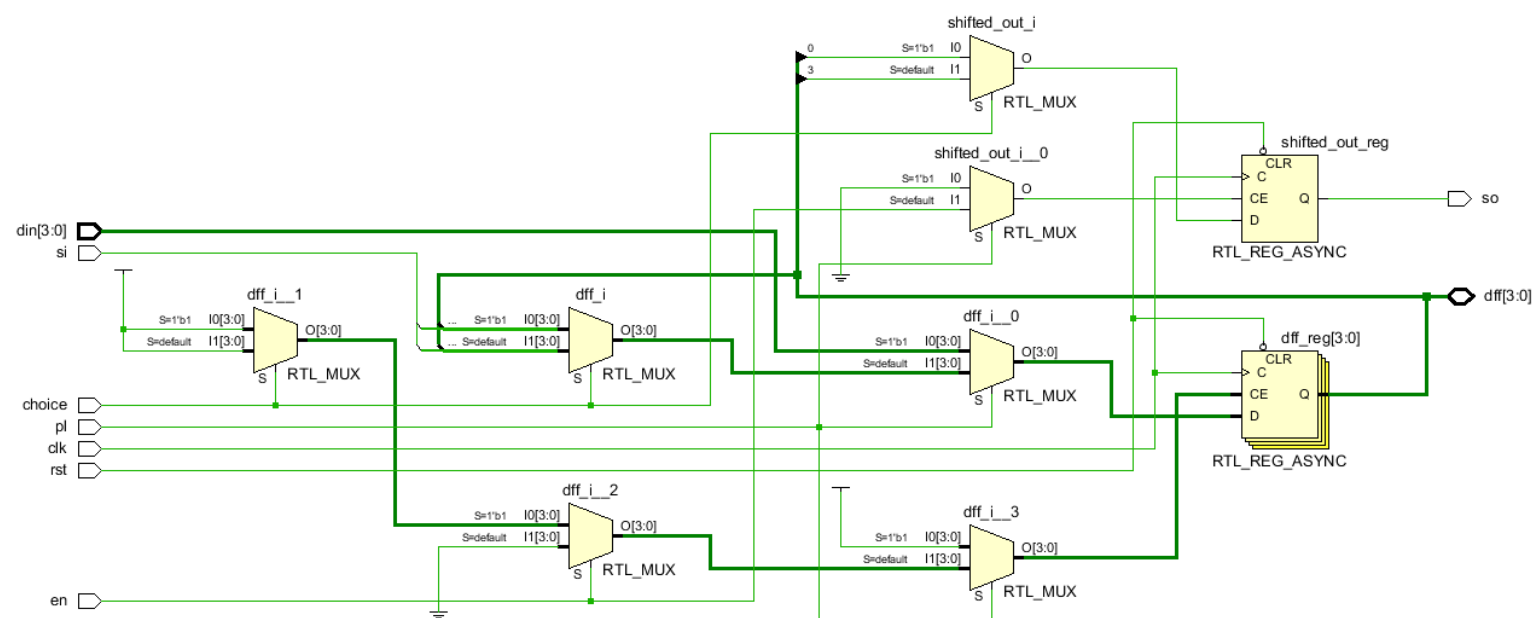 shifted_out_i
0 S=1'b1 I0 O
3 S=default I1
S RTL_MUX
shifted_out_i__0
S=1'b1 I0 O
S=default I1
S RTL_MUX
shifted_out_reg
CLR
C
CE Q
D
RTL_REG_ASYNC
so
din[3:0]
si
dff_i__1
S=1'b1 I0[3:0] O[3:0]
S=default I1[3:0]
S RTL_MUX
dff_i
... S=1'b1 I0[3:0] O[3:0]
... S=default I1[3:0]
S RTL_MUX
dff_i__0
S=1'b1 I0[3:0] O[3:0]
S=default I1[3:0]
S RTL_MUX
dff[3:0]
dff_reg[3:0]
CLR
C
CE Q
D
RTL_REG_ASYNC
choice
pl
clk
rst
dff_i__2
S=1'b1 I0[3:0] O[3:0]
S=default I1[3:0]
S RTL_MUX
dff_i__3
S=1'b1 I0[3:0] O[3:0]
S=default I1[3:0]
S RTL_MUX
en